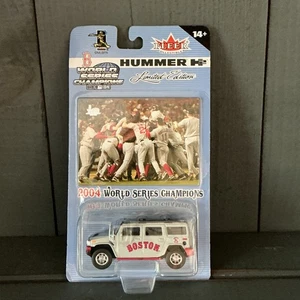 FLEER
14+
B
HUMMER H2
WORLD
SERIES
CHAMPIONS
Limited Edition
2004 WORLD SERIES CHAMPIONS
BOSTON